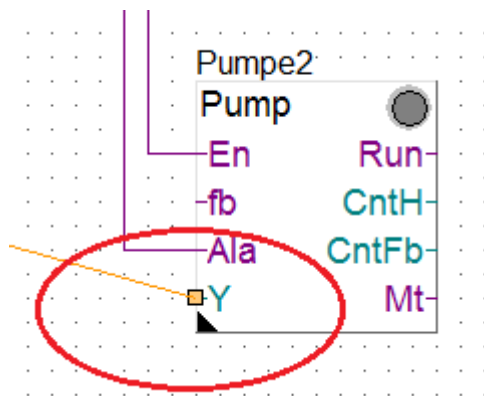 Pumpe2
Pump
En Run
fb CntH
Ala CntFb
Y Mt